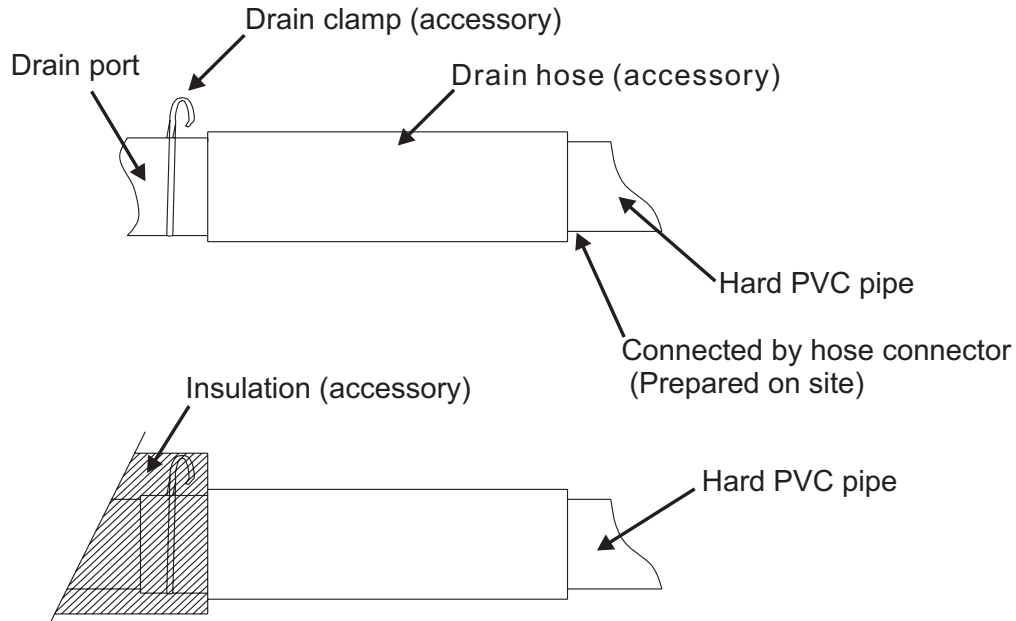 Drain clamp (accessory)
Drain port
Drain hose (accessory)
Hard PVC pipe
Connected by hose connector
(Prepared on site)
Insulation (accessory)
Hard PVC pipe